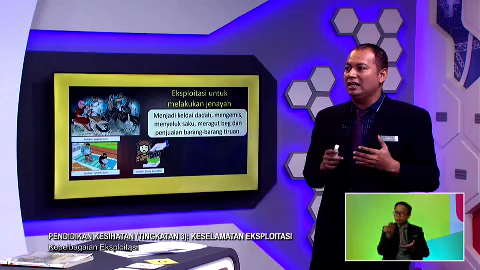 Eksploitasi untuk
melakukan jenayah
Menjadi keldai dadah, mengemis,
menyeluk saku, meragut beg dan
penjualan barang-barang tiruan.
PENDIDIKAN KESIHATAN (TINGKATAN 3): KESELAMATAN EKSPLOITASI
Kepelbagaian Eksploitasi